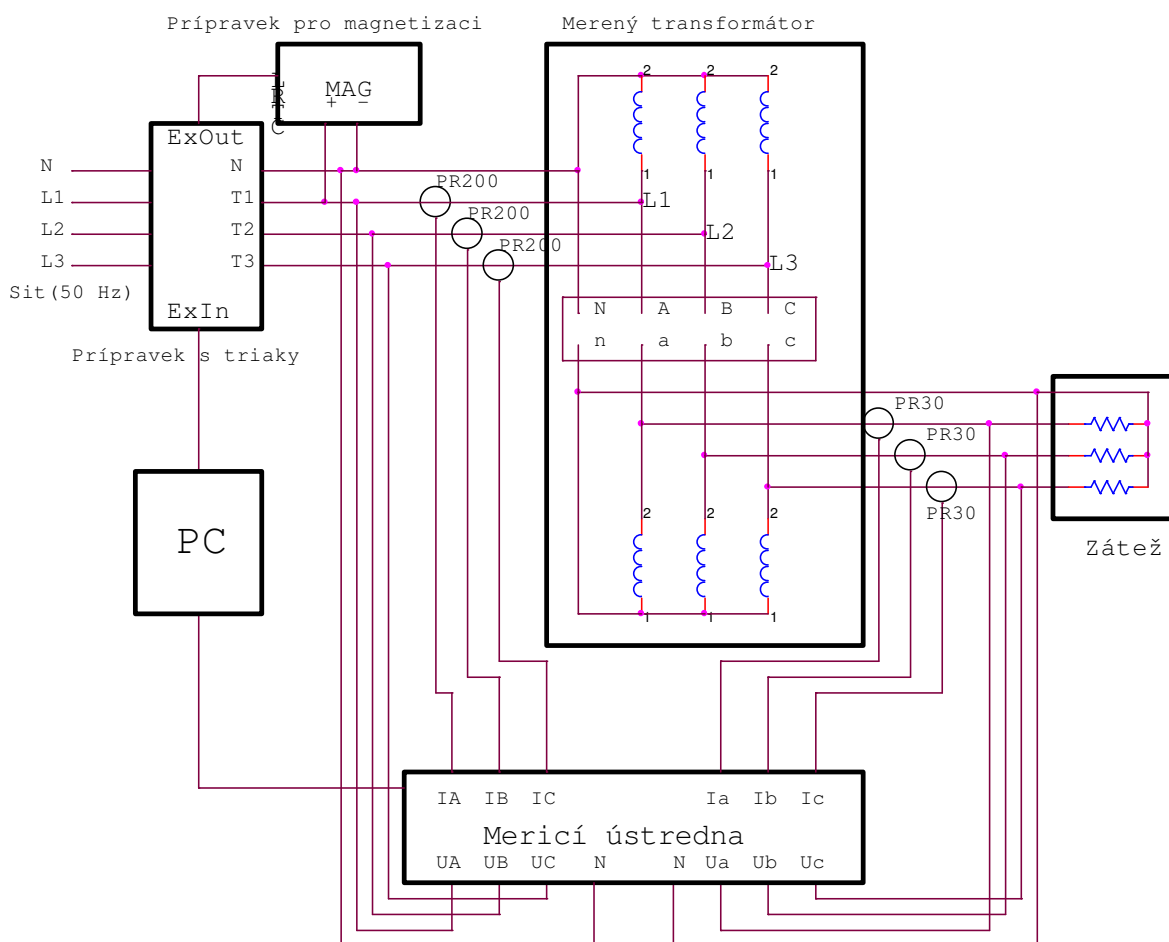 Prípravek pro magnetizaci
Merený transformátor
MAG
+ -
C
ExOut
N
L1
L2
L3
Sit(50 Hz)
N
T1
T2
T3
ExIn
Prípravek s triaky
PR200
PR200
PR200
2 2 2
1 1 1
L1
L2
L3
N A B C
n a b c
PR30
PR30
PR30
2 2 2
1 1 1
Zátež
PC
IA IB IC Ia Ib Ic
Mericí ústredna
UA UB UC N N Ua Ub Uc